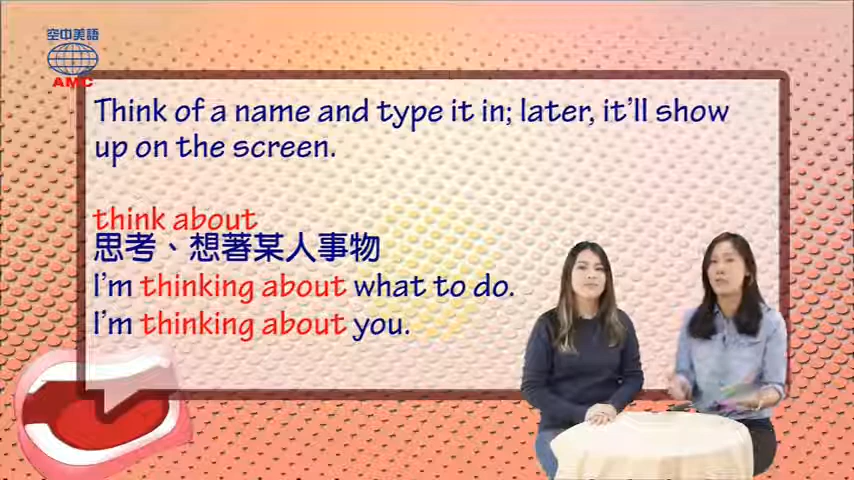 空中美語
AMC
Think of a name and type it in; later, it'll show
up on the screen.
think about
思考、想著某人事物
I'm thinking about what to do.
I'm thinking about you.